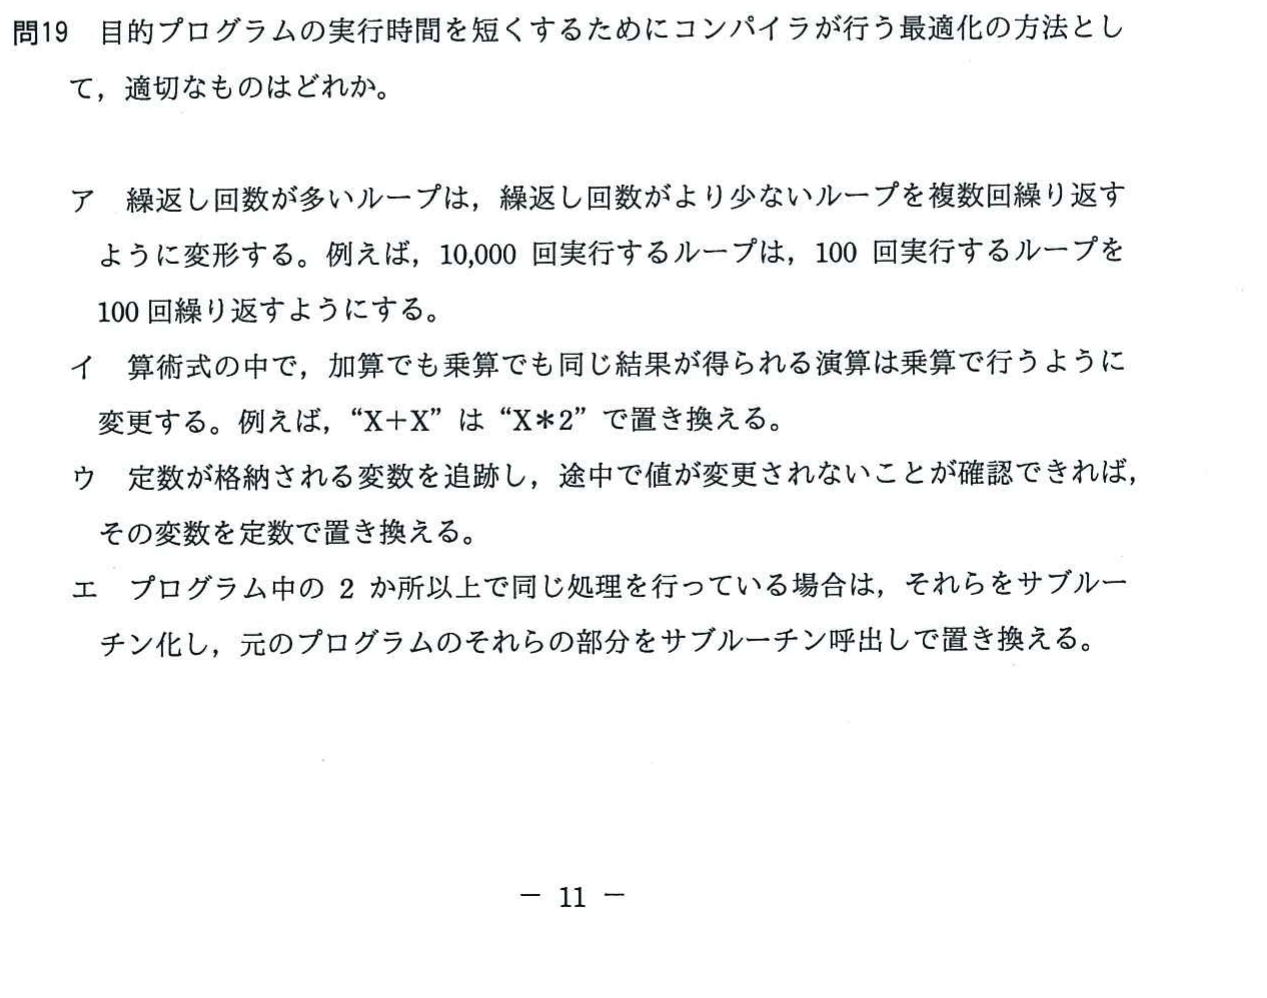 問19　目的プログラムの実行時間を短くするためにコンパイラが行う最適化の方法とし
て，適切なものはどれか。
ア　繰返し回数が多いループは，繰返し回数がより少ないループを複数回繰り返す
ように変形する。例えば，10,000 回実行するループは，100 回実行するループを
100 回繰り返すようにする。
イ　算術式の中で，加算でも乗算でも同じ結果が得られる演算は乗算で行うように
変更する。例えば，“X＋X” は “X＊2” で置き換える。
ウ　定数が格納される変数を追跡し，途中で値が変更されないことが確認できれば，
その変数を定数で置き換える。
エ　プログラム中の 2 か所以上で同じ処理を行っている場合は，それらをサブルー
チン化し，元のプログラムのそれらの部分をサブルーチン呼出しで置き換える。
－ 11 －